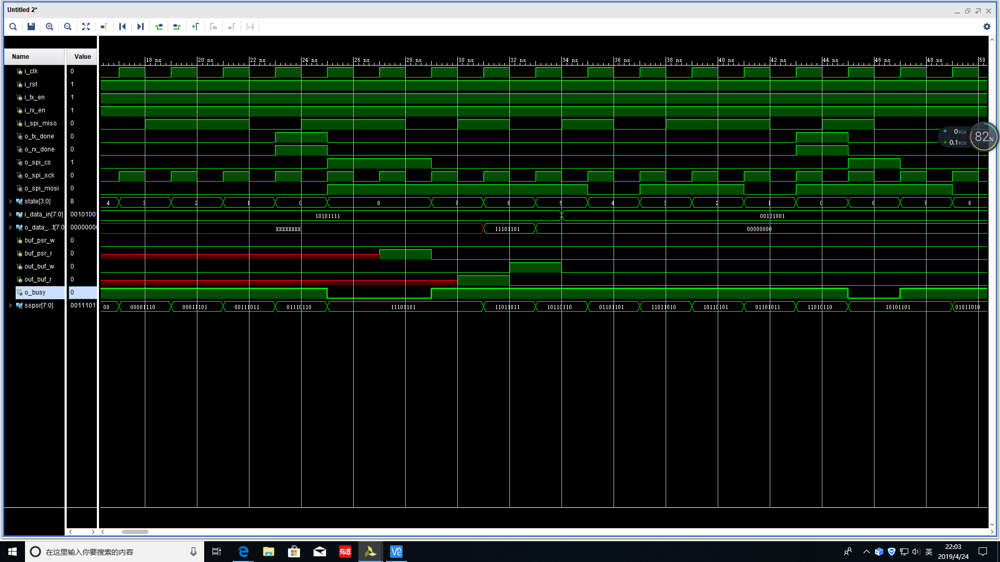 Untitled 2*
Name Value
18 ns 20 ns 22 ns 24 ns 26 ns 28 ns 30 ns 32 ns 34 ns 36 ns 38 ns 40 ns 42 ns 44 ns 46 ns 48 ns 50
i_clk 0
i_rst 1
i_tx_en 1
i_rx_en 1
i_spi_miso 0
o_tx_done 0
0K/s
82%
0.1K/s
o_rx_done 0
o_spi_cs 1
o_spi_sck 0
o_spi_mosi 0
state[3:0] 8 4 3 2 1 0 8 7 6 5 4 3 2 1 0 8 7 6
i_data_in[7:0] 00101001 10101111 00101001
o_data_...t[7:0 00000000 XXXXXXXX 11101101 00000000
buf_psr_w 0
buf_psr_r 0
out_buf_w 0
out_buf_r 0
o_busy 0
sspsr[7:0] 0011101 00 00001110 00011101 00111011 01110110 11101101 11011011 10110110 01101101 11011010 10110101 01101011 11010110 10101101 01011010
在这里输入你要搜索的内容
有道
英
22:03
2019/4/24